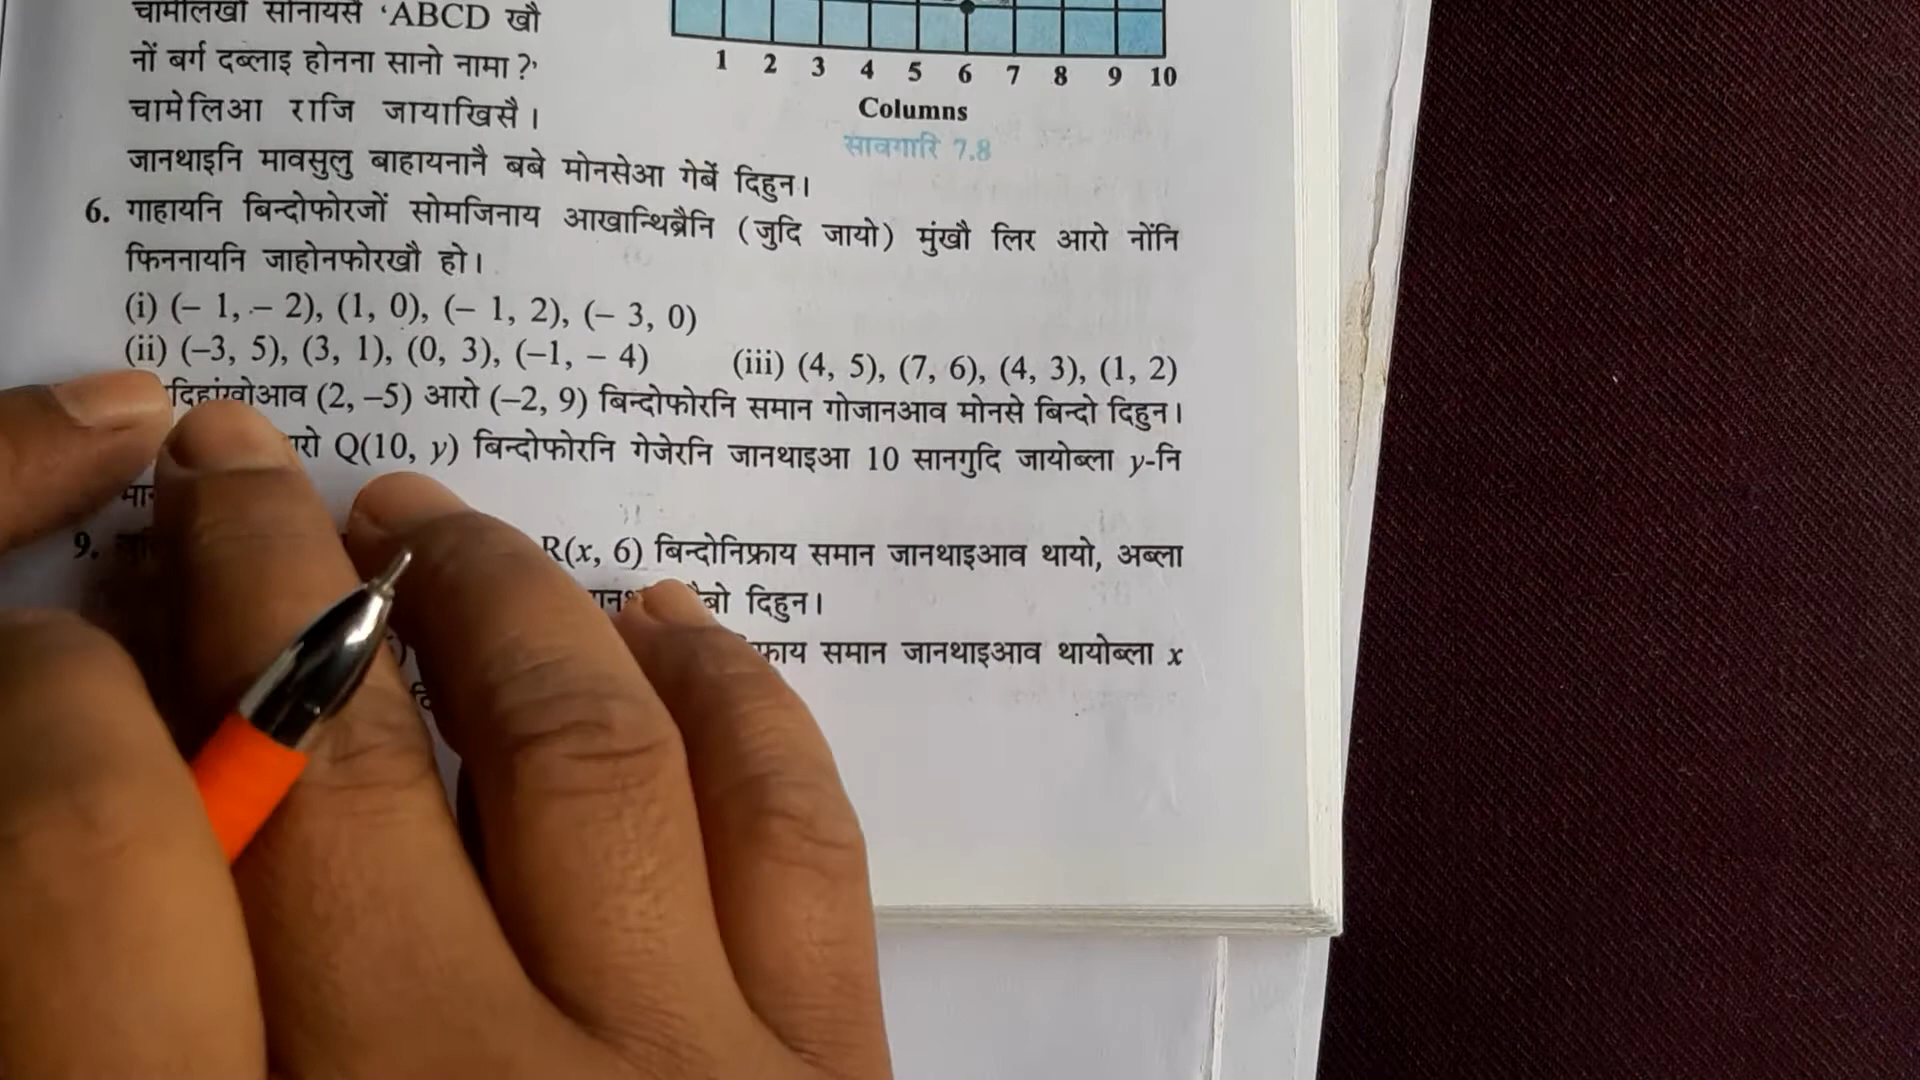 चामेलिखौ सोनायसै ‘ABCD खौ
नों बर्ग दब्लाइ होनना सानो नामा ?’
चामेलिआ राजि जायाखिसै।
1 2 3 4 5 6 7 8 9 10
Columns
सावगारि 7.8
जानथाइनि मावसुलु बाहायनानै बबे मोनसेआ गेबें दिहुन।
6. गाहायनि बिन्दोफोरजों सोमजिनाय आखान्थिब्रैनि (जुदि जायो) मुंखौ लिर आरो नोंनि
फिननायनि जाहोनफोरखौ हो।
(i) (– 1, – 2), (1, 0), (– 1, 2), (– 3, 0)
(ii) (–3, 5), (3, 1), (0, 3), (–1, – 4) (iii) (4, 5), (7, 6), (4, 3), (1, 2)
(2, –5) आरो (–2, 9) बिन्दोफोरनि समान गोजानआव मोनसे बिन्दो दिहुन।
Q(10, y) बिन्दोफोरनि गेजेरनि जानथाइआ 10 सानगुदि जायोब्ला y-नि
9. R(x, 6) बिन्दोनिफ्राय समान जानथाइआव थायो, अब्ला
दिहुन।
समान जानथाइआव थायोब्ला x